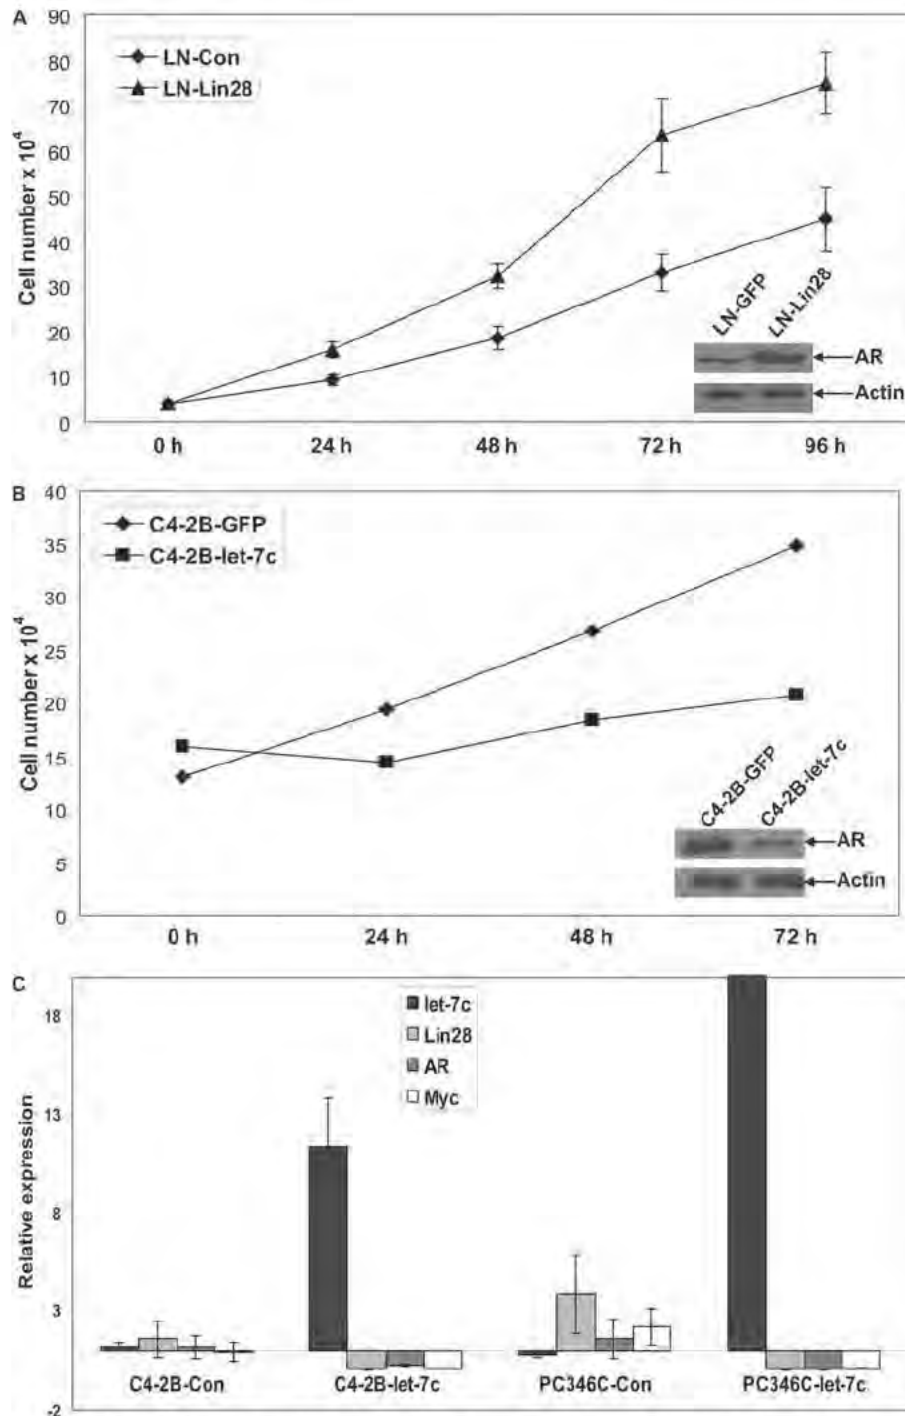 A
90
80
70
60
50
40
30
20
10
0
Cell number x 10⁴
LN-Con
LN-Lin28
LN-GFP
LN-Lin28
AR
Actin
0 h 24 h 48 h 72 h 96 h
B
40
35
30
25
20
15
10
5
0
Cell number x 10⁴
C4-2B-GFP
C4-2B-let-7c
C4-2B-GFP
C4-2B-let-7c
AR
Actin
0 h 24 h 48 h 72 h
C
18
13
8
3
-2
Relative expression
let-7c
Lin28
AR
Myc
C4-2B-Con C4-2B-let-7c PC346C-Con PC346C-let-7c